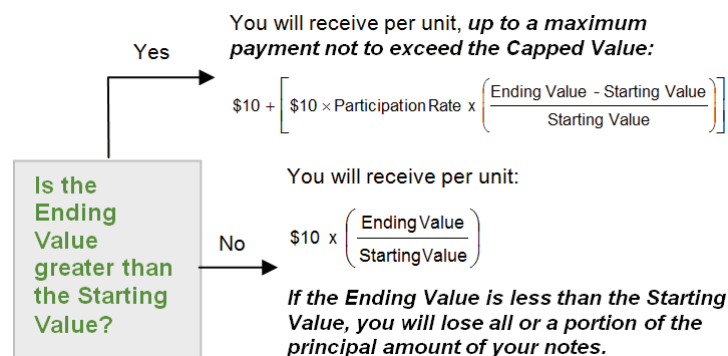 You will receive per unit, up to a maximum
payment not to exceed the Capped Value:
Yes
$10 + [ $10 × Participation Rate x ( Ending Value - Starting Value
Starting Value ) ]
Is the
Ending
Value
greater than
the Starting
Value?
No
You will receive per unit:
$10 x ( Ending Value
Starting Value )
If the Ending Value is less than the Starting
Value, you will lose all or a portion of the
principal amount of your notes.